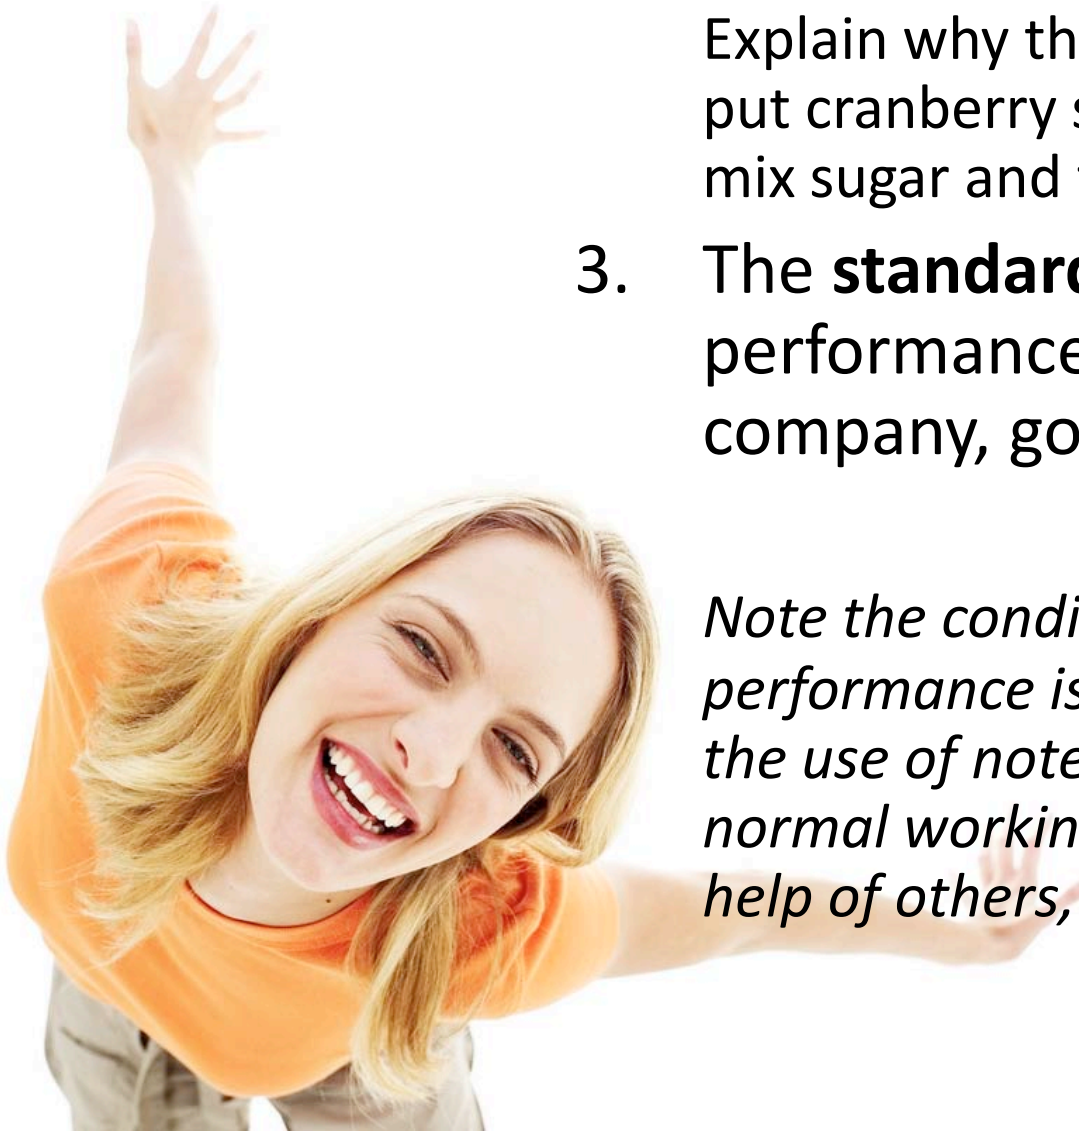 Explain why th
put cranberry
mix sugar and
3. The standard
performance
company, go
Note the condi
performance is
the use of note
normal workin
help of others,